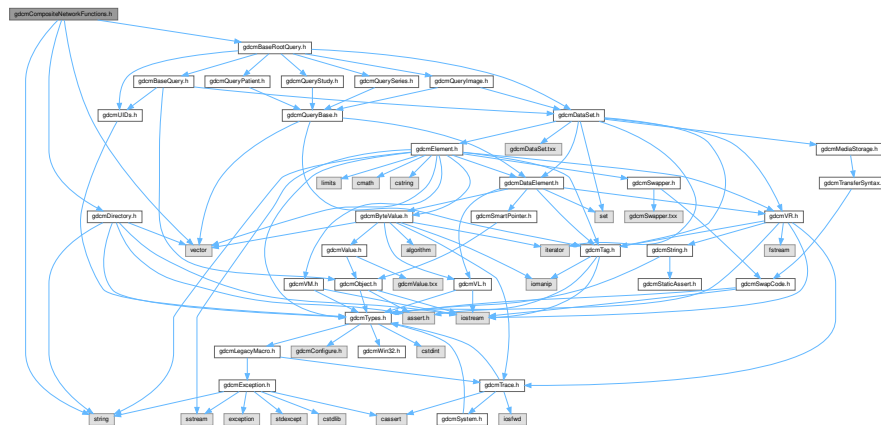 gdcmCompositeNetworkFunctions.h
gdcmBaseRootQuery.h
gdcmBaseQuery.h
gdcmQueryPatient.h
gdcmQueryStudy.h
gdcmQuerySeries.h
gdcmQueryImage.h
gdcmUIDs.h
gdcmQueryBase.h
gdcmDataSet.h
gdcmElement.h
gdcmDataSet.txx
gdcmMediaStorage.h
limits
cmath
cstring
gdcmDataElement.h
gdcmSwapper.h
gdcmTransferSyntax.h
gdcmDirectory.h
gdcmByteValue.h
gdcmSmartPointer.h
set
gdcmSwapper.txx
gdcmVR.h
vector
gdcmValue.h
algorithm
iterator
gdcmTag.h
gdcmString.h
fstream
gdcmVM.h
gdcmObject.h
gdcmValue.txx
gdcmVL.h
iomanip
gdcmStaticAssert.h
gdcmSwapCode.h
gdcmTypes.h
assert.h
iostream
gdcmLegacyMacro.h
gdcmConfigure.h
gdcmWin32.h
cstdint
gdcmException.h
gdcmTrace.h
string
sstream
exception
stdexcept
cstdlib
cassert
gdcmSystem.h
iosfwd